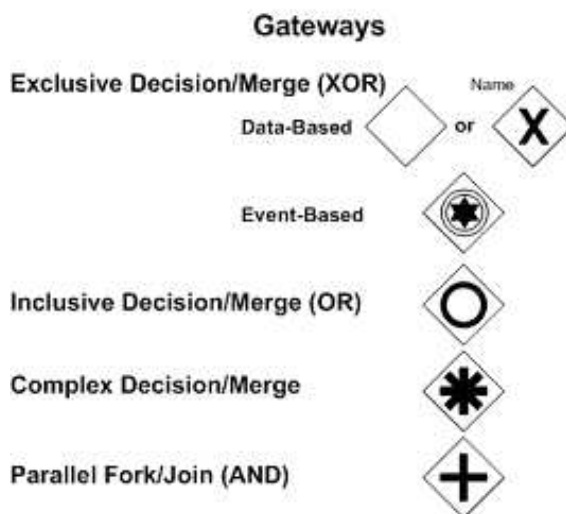 Gateways
Exclusive Decision/Merge (XOR)
Name
Data-Based
or
X
Event-Based
Inclusive Decision/Merge (OR)
Complex Decision/Merge
Parallel Fork/Join (AND)